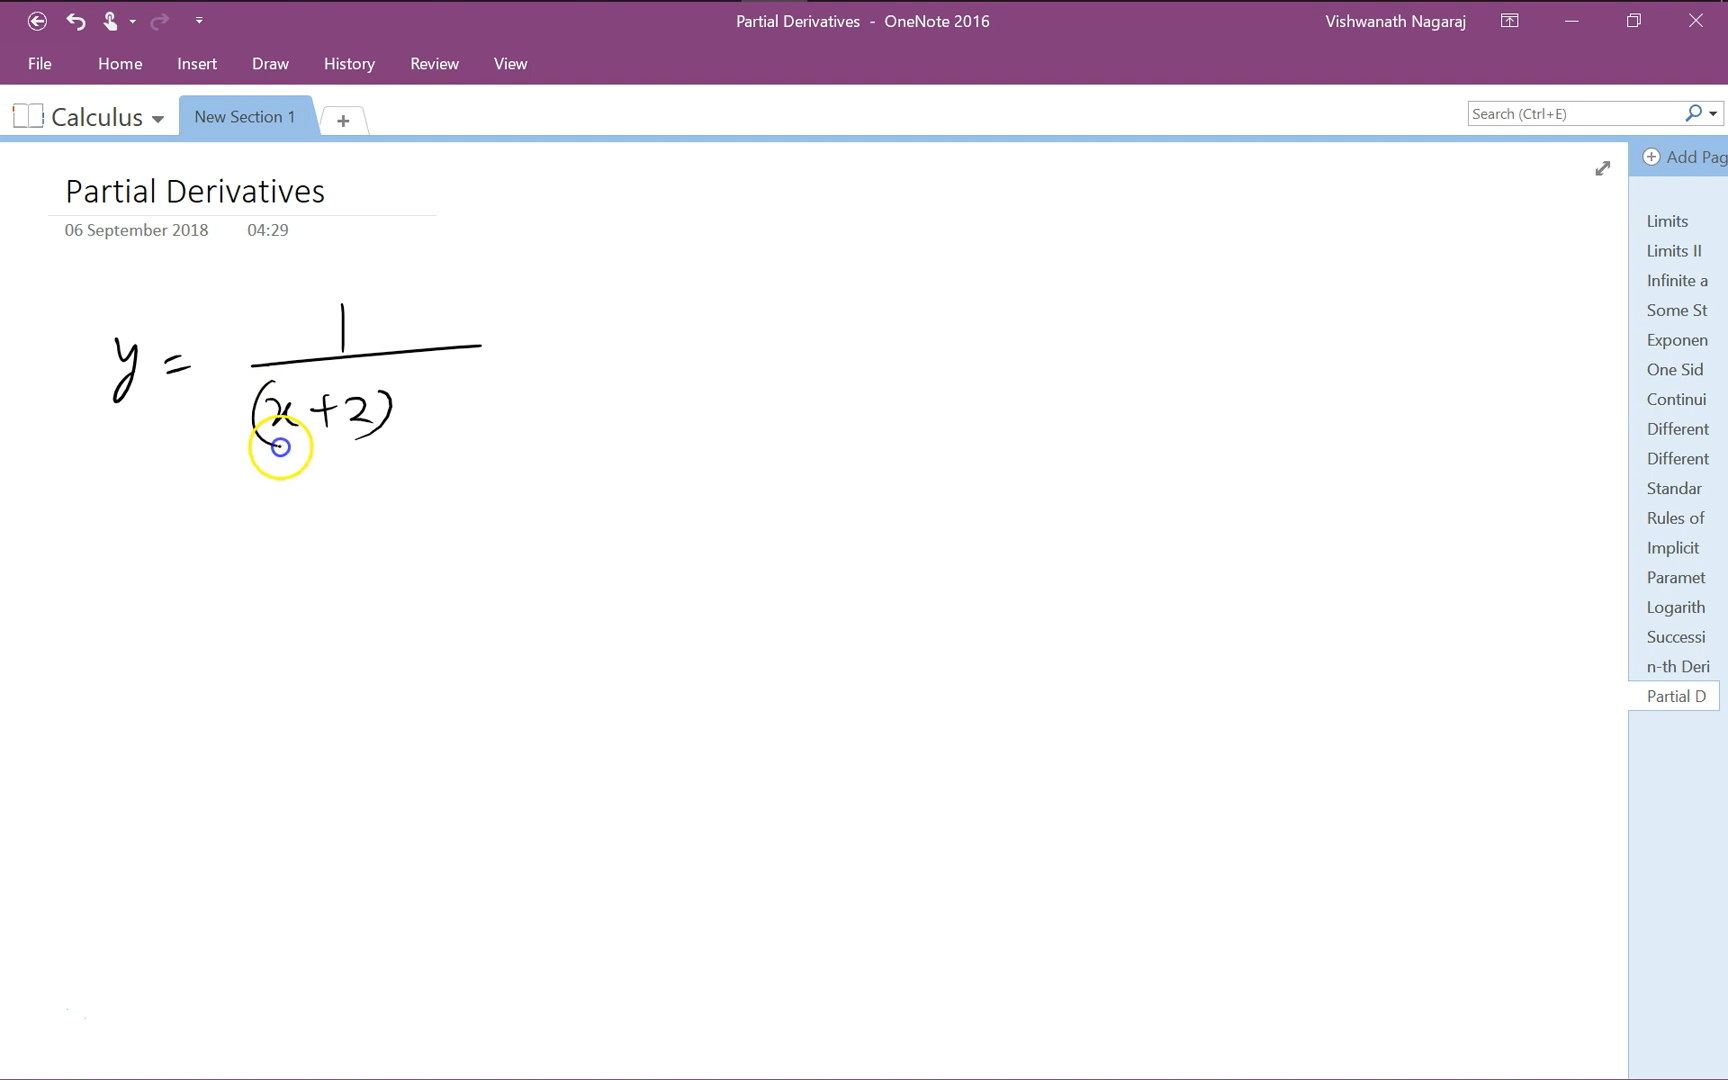 Partial Derivatives - OneNote 2016
Vishwanath Nagaraj
File Home Insert Draw History Review View
Calculus
New Section 1
+
Search (Ctrl+E)
Add Pag
Partial Derivatives
06 September 2018 04:29
y = 1
(x+2)
Limits
Limits II
Infinite a
Some St
Exponen
One Sid
Continui
Different
Different
Standar
Rules of
Implicit
Paramet
Logarith
Successi
n-th Deri
Partial D